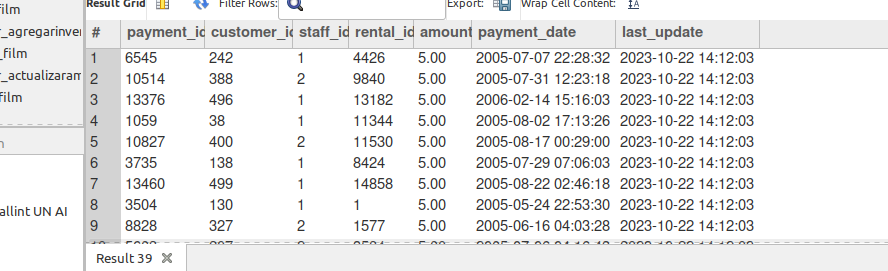 Result Grid Filter Rows: Export: Wrap Cell Content:
# payment_id customer_id staff_id rental_id amount payment_date last_update
1 6545 242 1 4426 5.00 2005-07-07 22:28:32 2023-10-22 14:12:03
2 10514 388 2 9840 5.00 2005-07-31 12:23:18 2023-10-22 14:12:03
3 13376 496 1 13182 5.00 2006-02-14 15:16:03 2023-10-22 14:12:03
4 1059 38 1 11344 5.00 2005-08-02 17:13:26 2023-10-22 14:12:03
5 10827 400 2 11530 5.00 2005-08-17 00:29:00 2023-10-22 14:12:03
6 3735 138 1 8424 5.00 2005-07-29 07:06:03 2023-10-22 14:12:03
7 13460 499 1 14858 5.00 2005-08-22 02:46:18 2023-10-22 14:12:03
8 3504 130 1 1 5.00 2005-05-24 22:53:30 2023-10-22 14:12:03
9 8828 327 2 1577 5.00 2005-06-16 04:03:28 2023-10-22 14:12:03
Result 39
film
r_agregarinver
_film
r_actualizaram
film
allint UN AI